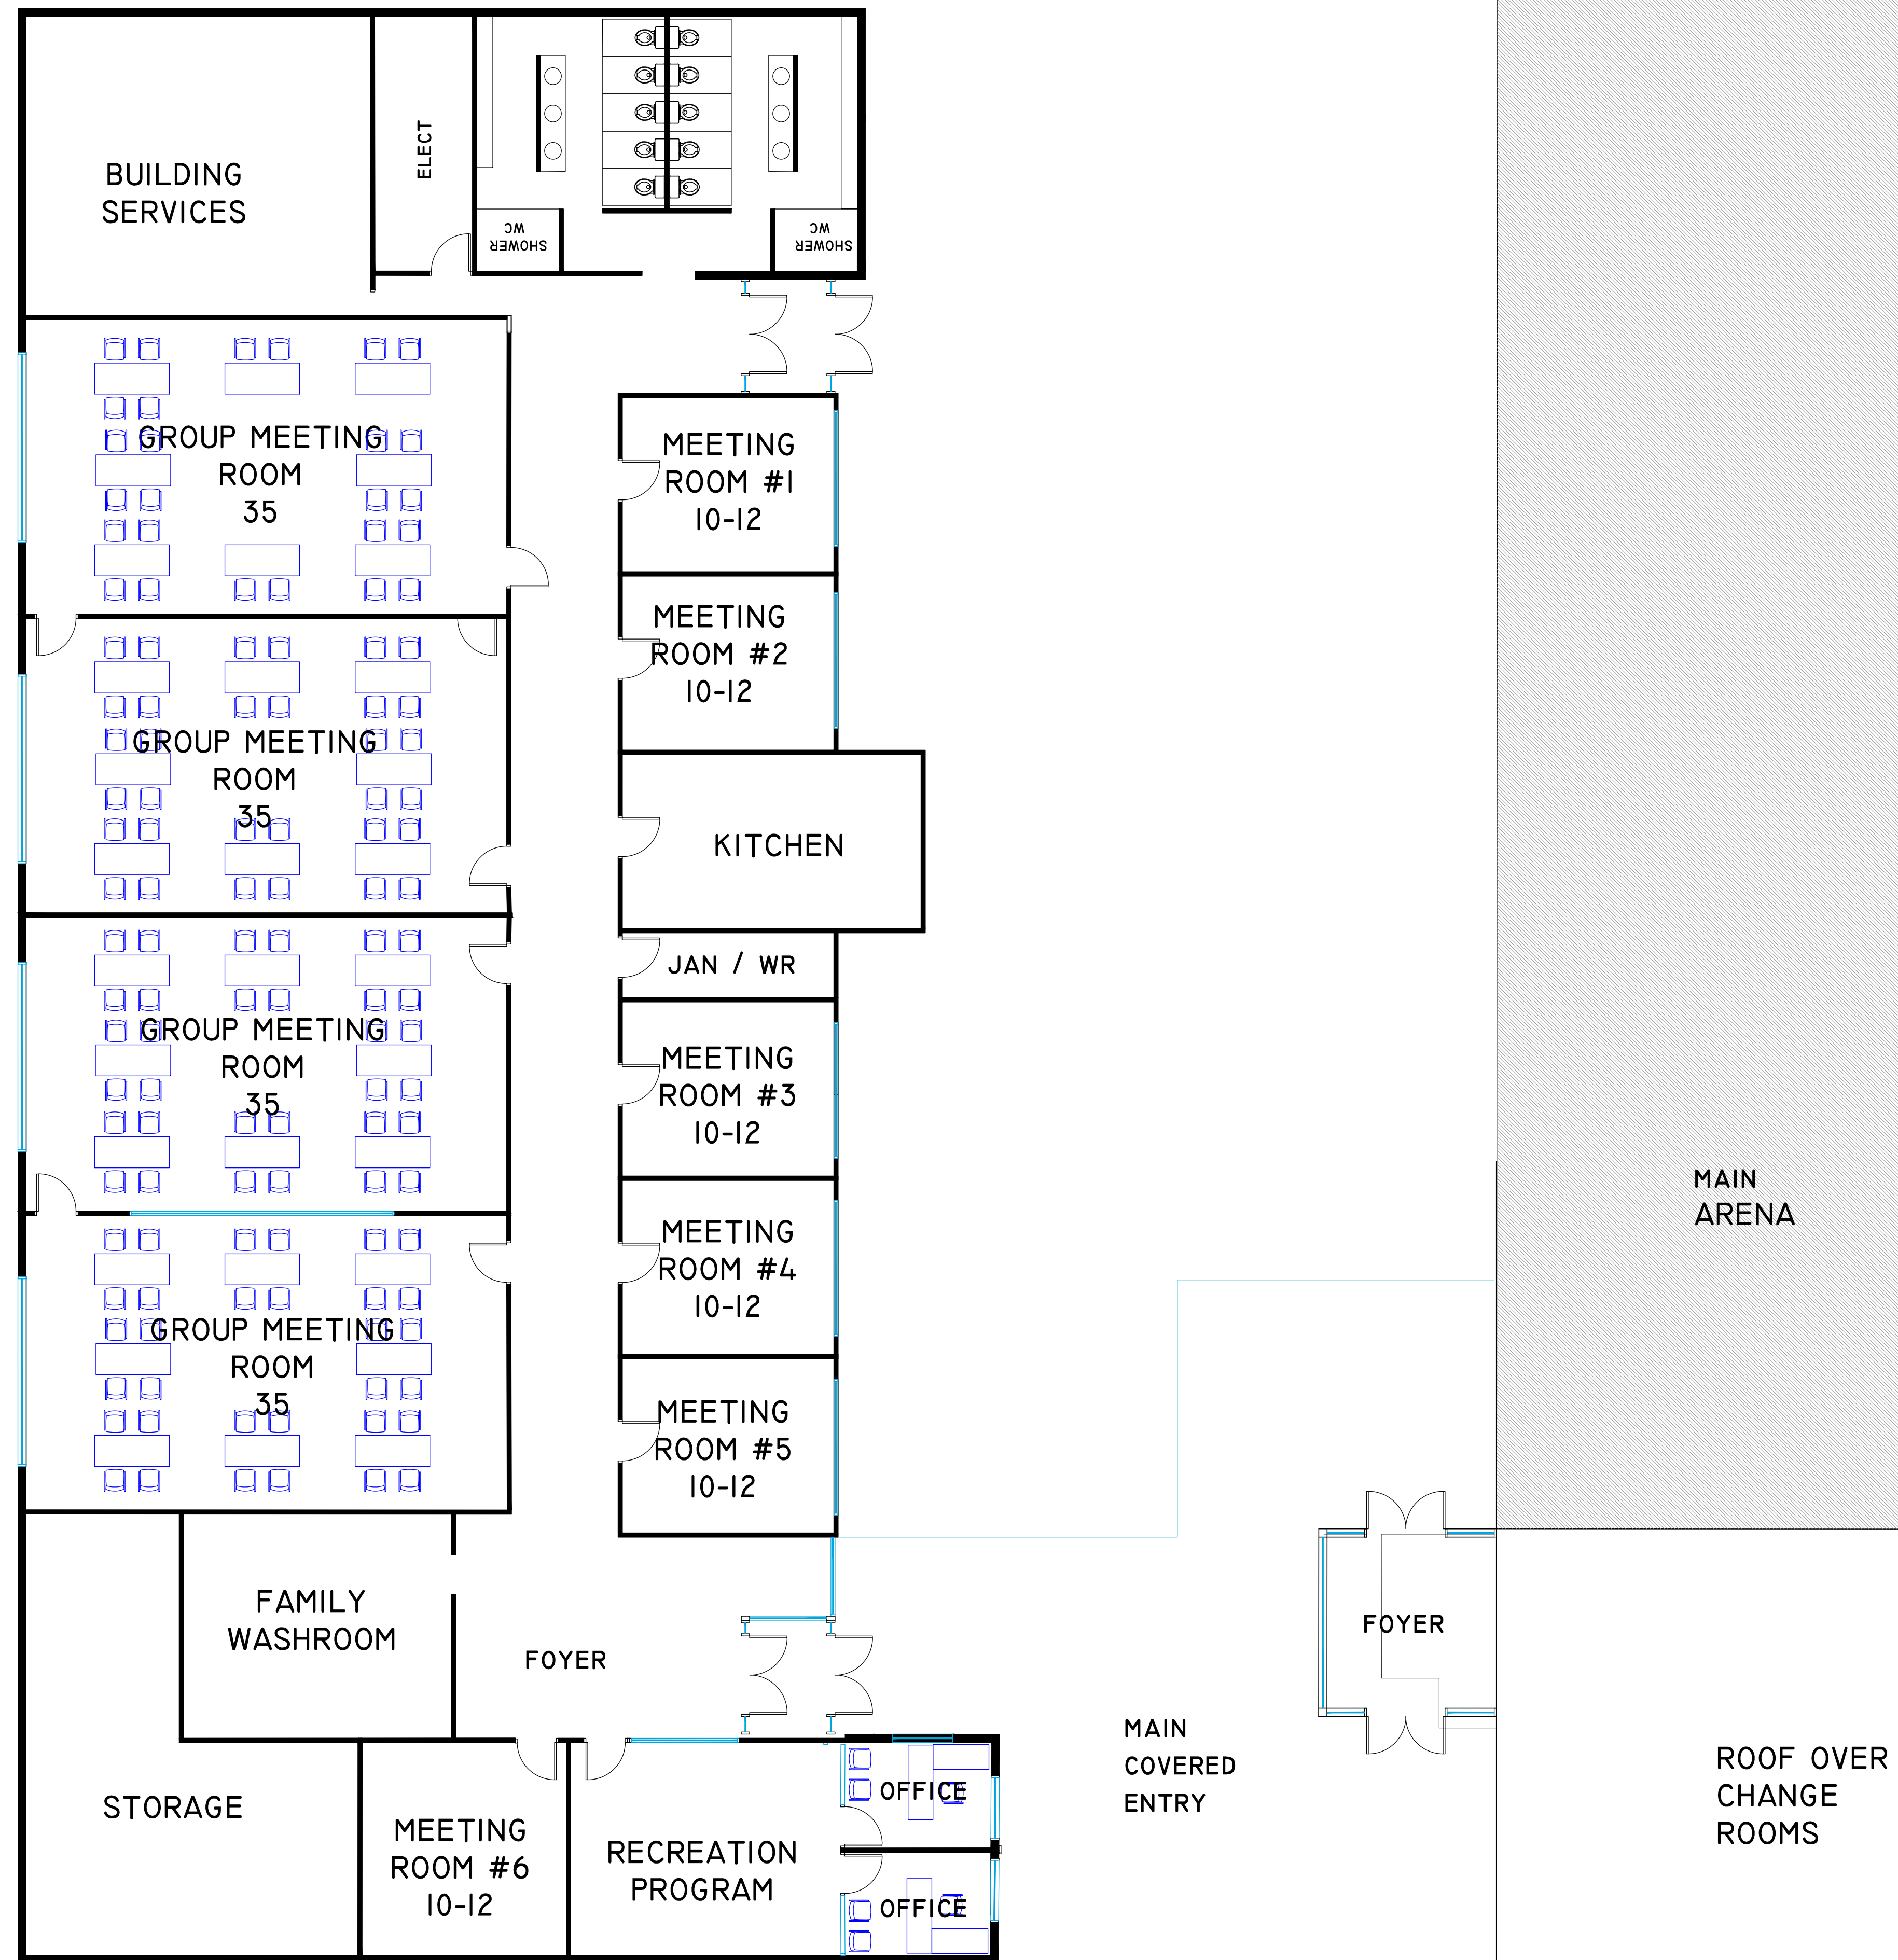 BUILDING
SERVICES
ELECT
SHOWER
WC
SHOWER
WC
GROUP MEETING
ROOM
35
MEETING
ROOM #1
10-12
MEETING
ROOM #2
10-12
GROUP MEETING
ROOM
35
KITCHEN
JAN / WR
GROUP MEETING
ROOM
35
MEETING
ROOM #3
10-12
MAIN
ARENA
MEETING
ROOM #4
10-12
GROUP MEETING
ROOM
35
MEETING
ROOM #5
10-12
FAMILY
WASHROOM
FOYER
FOYER
MAIN
COVERED
ENTRY
ROOF OVER
CHANGE
ROOMS
STORAGE
MEETING
ROOM #6
10-12
RECREATION
PROGRAM
OFFICE
OFFICE